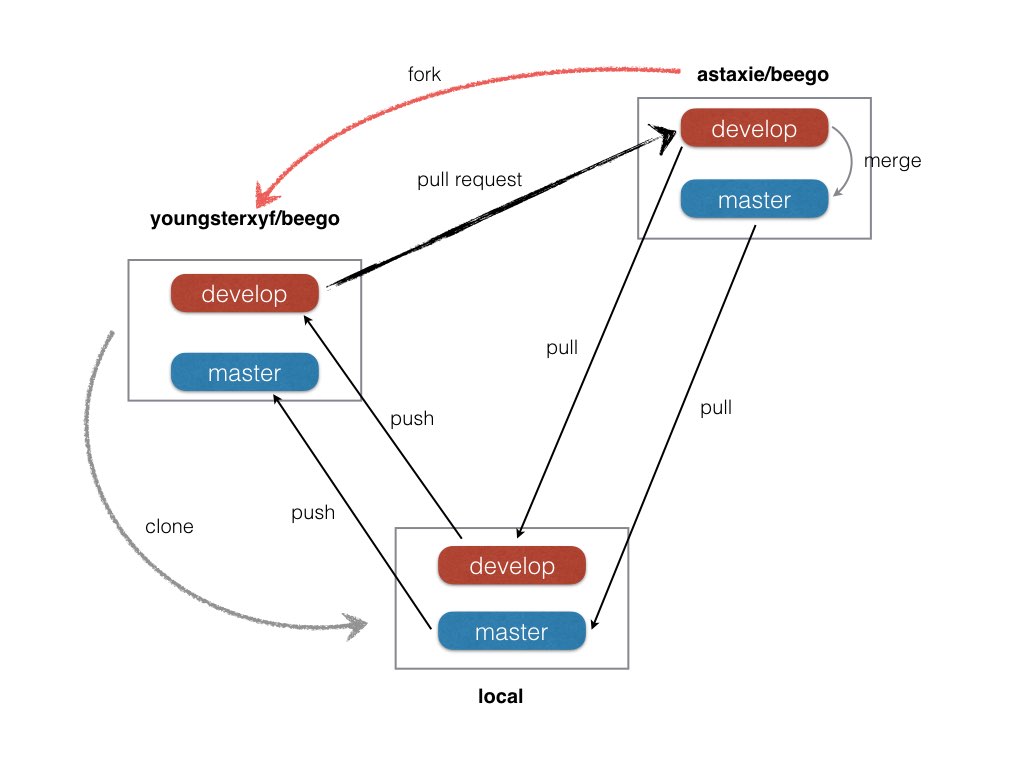 fork
astaxie/beego
develop
merge
pull request
master
youngsterxyf/beego
develop
pull
master
pull
push
push
clone
develop
master
local